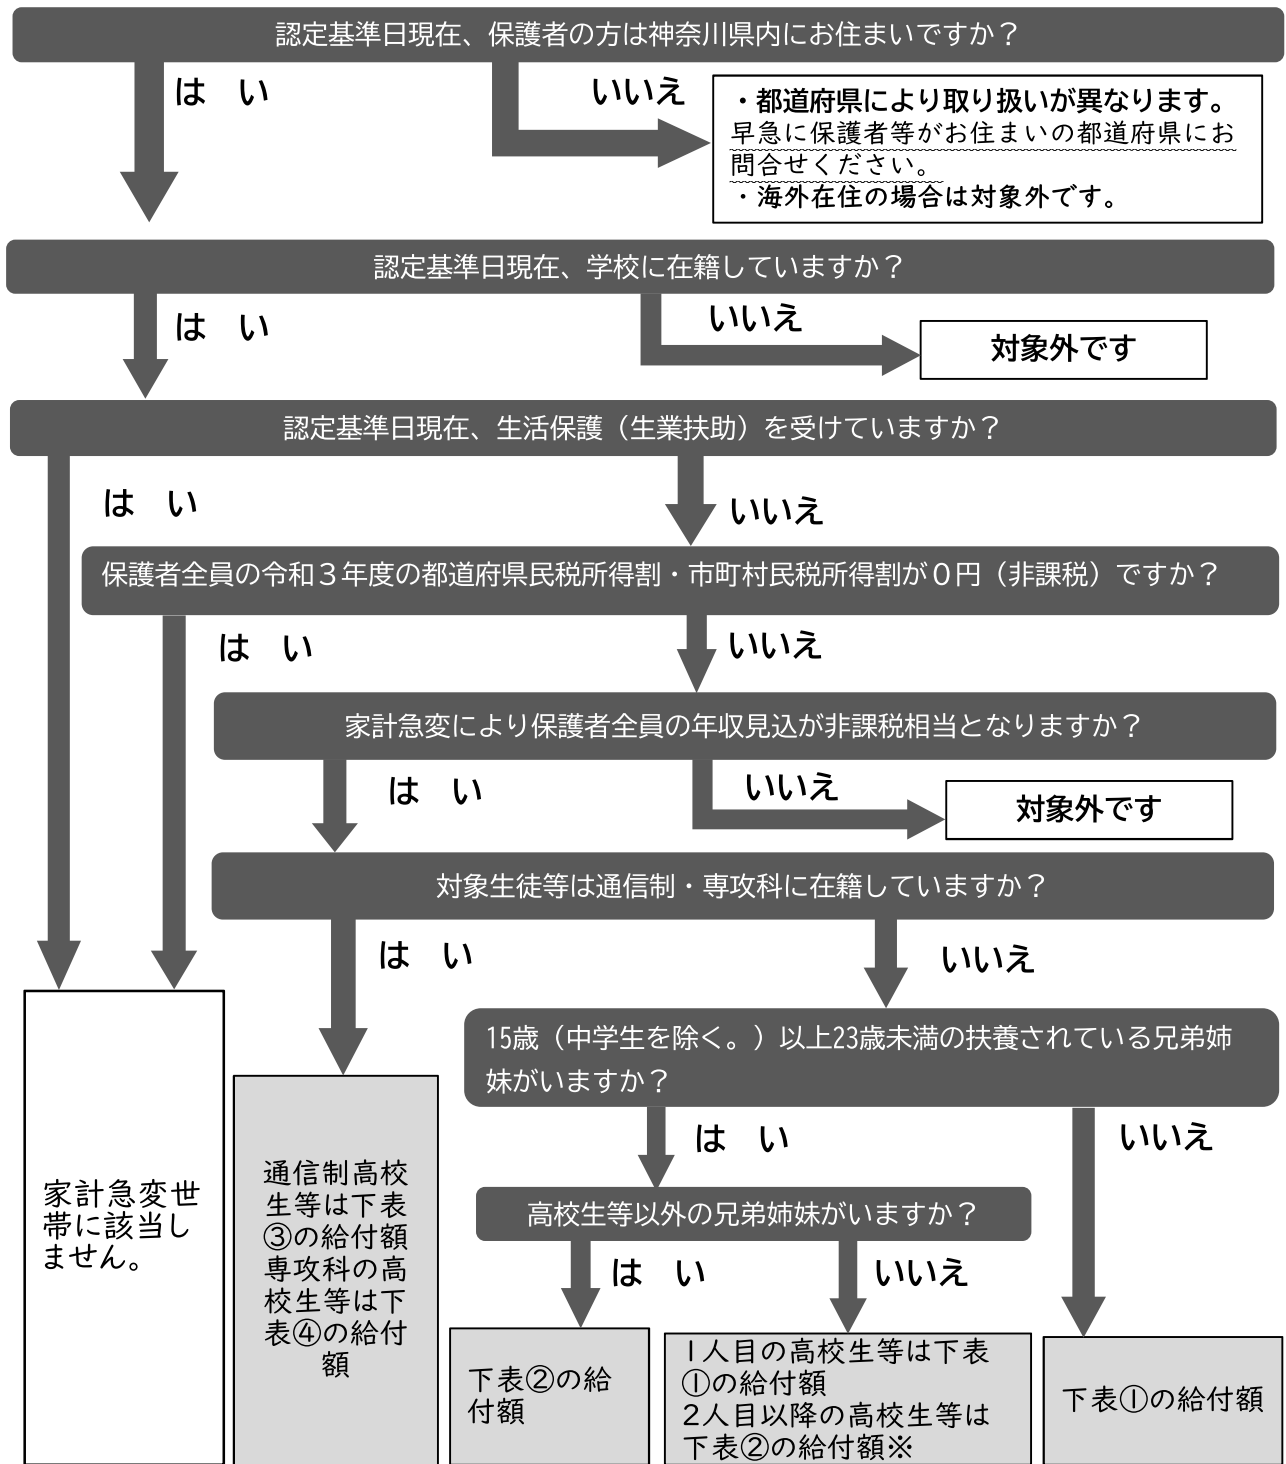 認定基準日現在、保護者の方は神奈川県内にお住まいですか？
は　い
いいえ
・都道府県により取り扱いが異なります。
早急に保護者等がお住まいの都道府県にお
問合せください。
・海外在住の場合は対象外です。
認定基準日現在、学校に在籍していますか？
は　い
いいえ
対象外です
認定基準日現在、生活保護（生業扶助）を受けていますか？
は　い
いいえ
保護者全員の令和３年度の都道府県民税所得割・市町村民税所得割が０円（非課税）ですか？
は　い
いいえ
家計急変により保護者全員の年収見込が非課税相当となりますか？
は　い
いいえ
対象外です
対象生徒等は通信制・専攻科に在籍していますか？
は　い
いいえ
15歳（中学生を除く。）以上23歳未満の扶養されている兄弟姉
妹がいますか？
は　い
いいえ
高校生等以外の兄弟姉妹がいますか？
は　い
いいえ
家計急変世
帯に該当し
ません。
通信制高校
生等は下表
③の給付額
専攻科の高
校生等は下
表④の給付
額
下表②の給
付額
1人目の高校生等は下表
①の給付額
2人目以降の高校生等は
下表②の給付額※
下表①の給付額